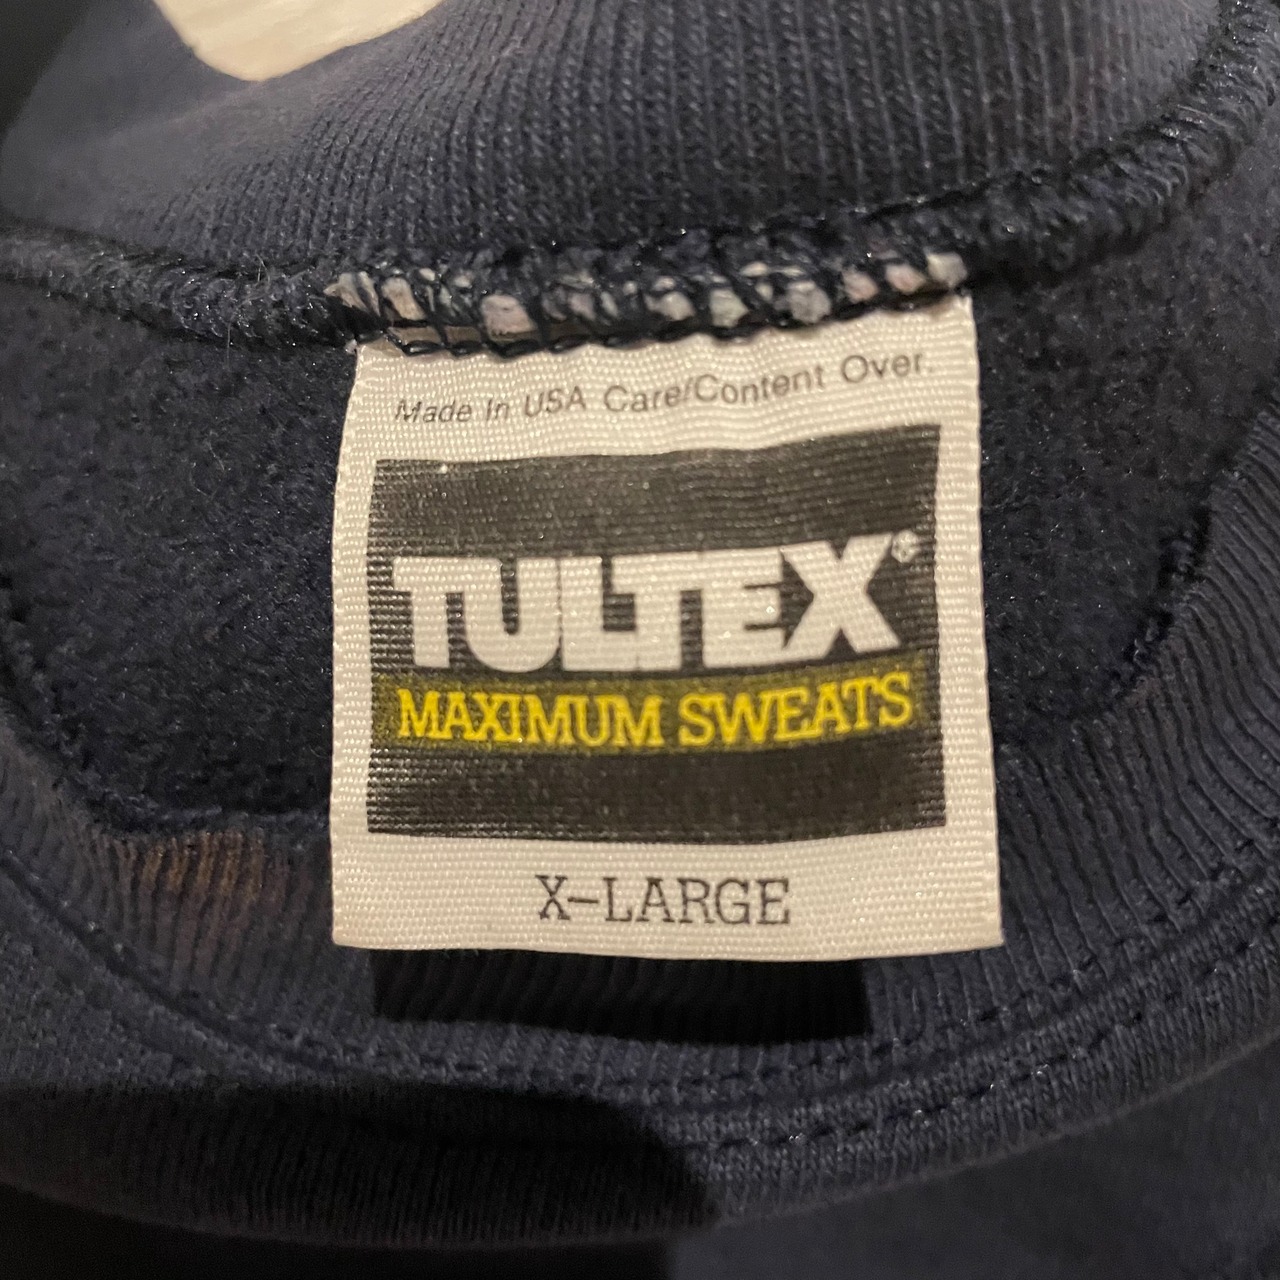 Made In USA Care/Content Over.
TULTEX®
MAXIMUM SWEATS
X-LARGE